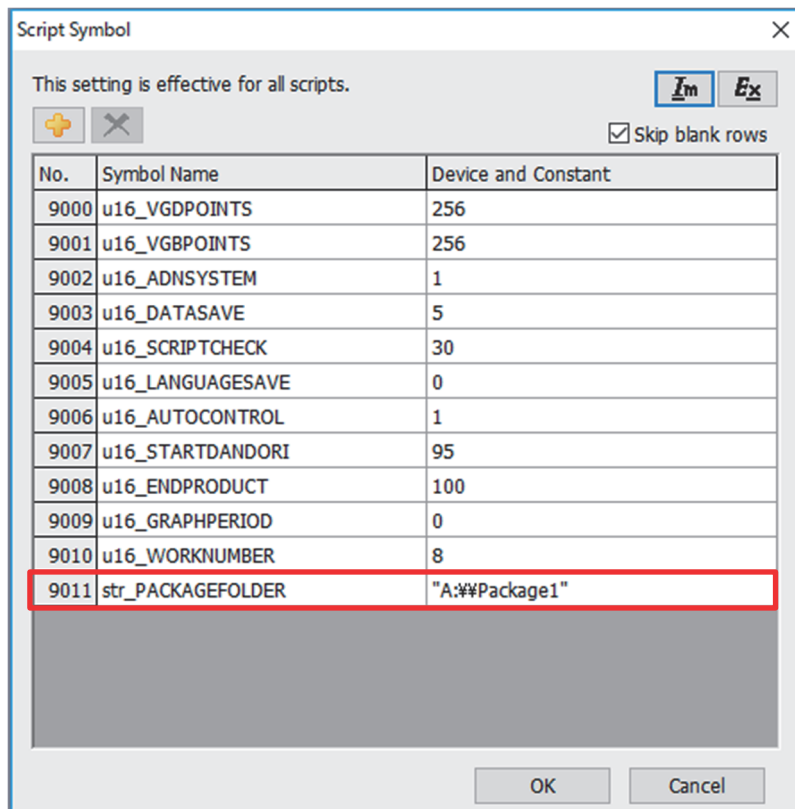 Script Symbol
This setting is effective for all scripts.
Im Ex
Skip blank rows
No. Symbol Name Device and Constant
9000 u16_VGDPOINTS 256
9001 u16_VGBPOINTS 256
9002 u16_ADNSYSTEM 1
9003 u16_DATASAVE 5
9004 u16_SCRIPTCHECK 30
9005 u16_LANGUAGESAVE 0
9006 u16_AUTOCONTROL 1
9007 u16_STARTDANDORI 95
9008 u16_ENDPRODUCT 100
9009 u16_GRAPHPERIOD 0
9010 u16_WORKNUMBER 8
9011 str_PACKAGEFOLDER "A:¥¥Package1"
OK Cancel